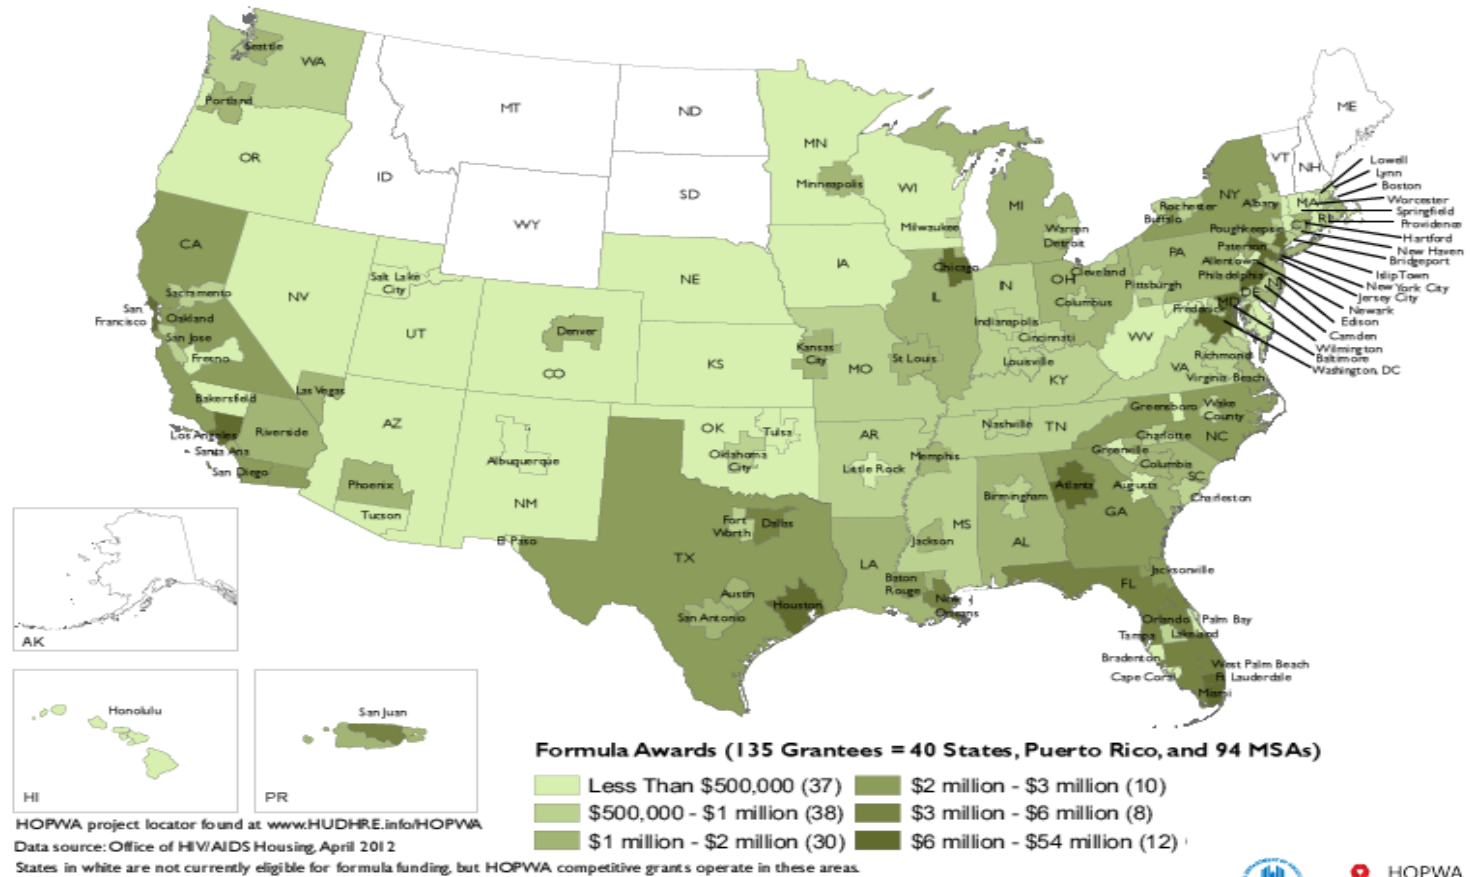 Seattle
WA
Portland
OR
MT
ID
WY
ND
SD
MN
Minneapolis
WI
Milwaukee
MI
Warren
Detroit
ME
VT
NH
NY
Rochester
Buffalo
Albany
Poughkeepsie
MA
RI
Lowell
Lynn
Boston
Worcester
Springfield
Providence
Hartford
New Haven
Bridgeport
Islip Town
New York City
Jersey City
Newark
Edison
Camden
Wilmington
Baltimore
Washington, DC
Paterson
Allentown
Philadelphia
PA
Pittsburgh
NJ
DE
MD
Frederick
CA
Sacramento
San
Francisco
Oakland
San Jose
Fresno
Bakersfield
Los Angeles
Santa Ana
San Diego
Riverside
NV
Las Vegas
Salt Lake
City
UT
AZ
Phoenix
Tucson
Denver
CO
Albuquerque
NM
El Paso
NE
KS
OK
Tulsa
Oklahoma
City
TX
Fort
Worth
Dallas
Austin
San Antonio
Houston
IA
Kansas
City
MO
St Louis
AR
Little Rock
LA
Baton
Rouge
New
Orleans
Chicago
IL
IN
Indianapolis
OH
Cleveland
Columbus
Cincinnati
Louisville
KY
WV
VA
Richmond
Virginia Beach
Nashville
TN
Memphis
MS
Jackson
Birmingham
AL
Atlanta
GA
Augusta
Greensboro
Wake
County
Charlotte
NC
Greenville
Columbia
SC
Charleston
Jacksonville
FL
Orlando
Palm Bay
Tampa
Lakeland
Bradenton
Cape Coral
West Palm Beach
Ft Lauderdale
Miami
AK
Honolulu
HI
San Juan
PR
Formula Awards (135 Grantees = 40 States, Puerto Rico, and 94 MSAs)
Less Than $500,000 (37)
$500,000 - $1 million (38)
$1 million - $2 million (30)
$2 million - $3 million (10)
$3 million - $6 million (8)
$6 million - $54 million (12)
HOPWA project locator found at www.HUDHRE.info/HOPWA
Data source: Office of HIV/AIDS Housing, April 2012
States in white are not currently eligible for formula funding, but HOPWA competitive grants operate in these areas.
HOPWA